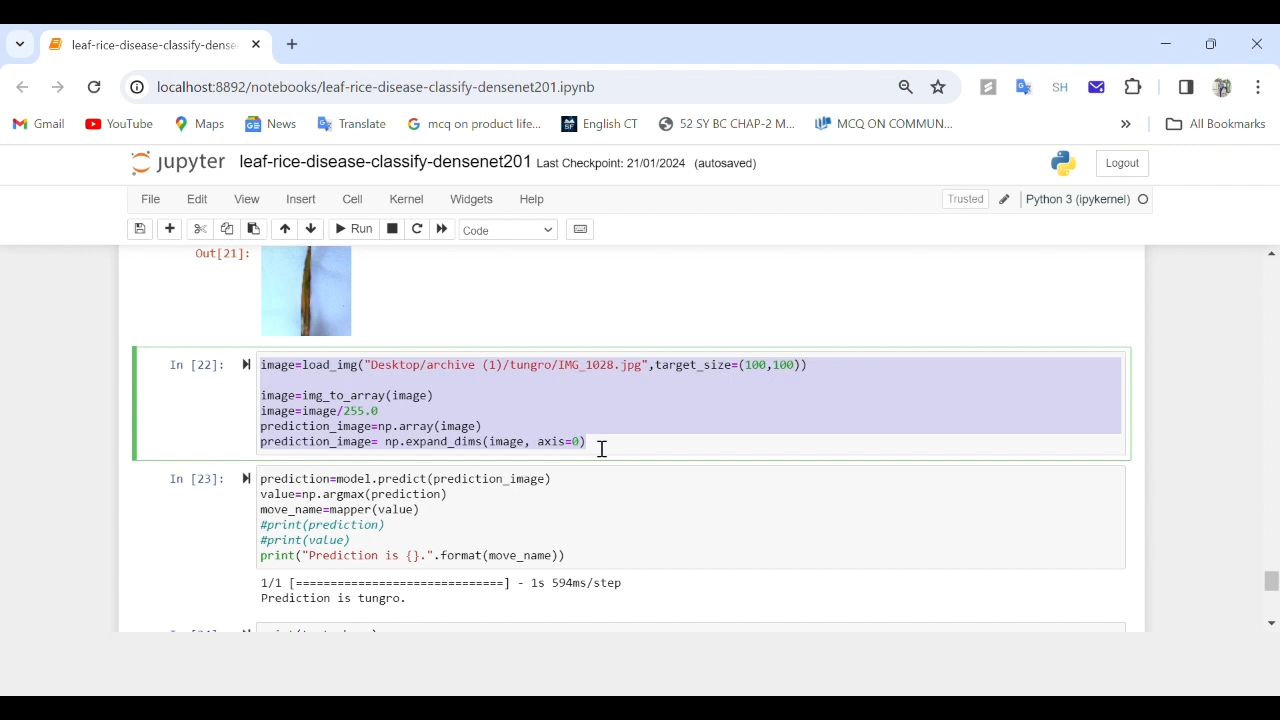 leaf-rice-disease-classify-dense
localhost:8892/notebooks/leaf-rice-disease-classify-densenet201.ipynb
SH
Gmail YouTube Maps News Translate mcq on product life... English CT 52 SY BC CHAP-2 M... MCQ ON COMMUN... » All Bookmarks
jupyter leaf-rice-disease-classify-densenet201 Last Checkpoint: 21/01/2024 (autosaved) Logout
File Edit View Insert Cell Kernel Widgets Help Trusted Python 3 (ipykernel)
Run Code
Out[21]:
In [22]: image=load_img("Desktop/archive (1)/tungro/IMG_1028.jpg",target_size=(100,100))
image=img_to_array(image)
image=image/255.0
prediction_image=np.array(image)
prediction_image= np.expand_dims(image, axis=0)
In [23]: prediction=model.predict(prediction_image)
value=np.argmax(prediction)
move_name=mapper(value)
#print(prediction)
#print(value)
print("Prediction is {}.".format(move_name))
1/1 [==============================] - 1s 594ms/step
Prediction is tungro.